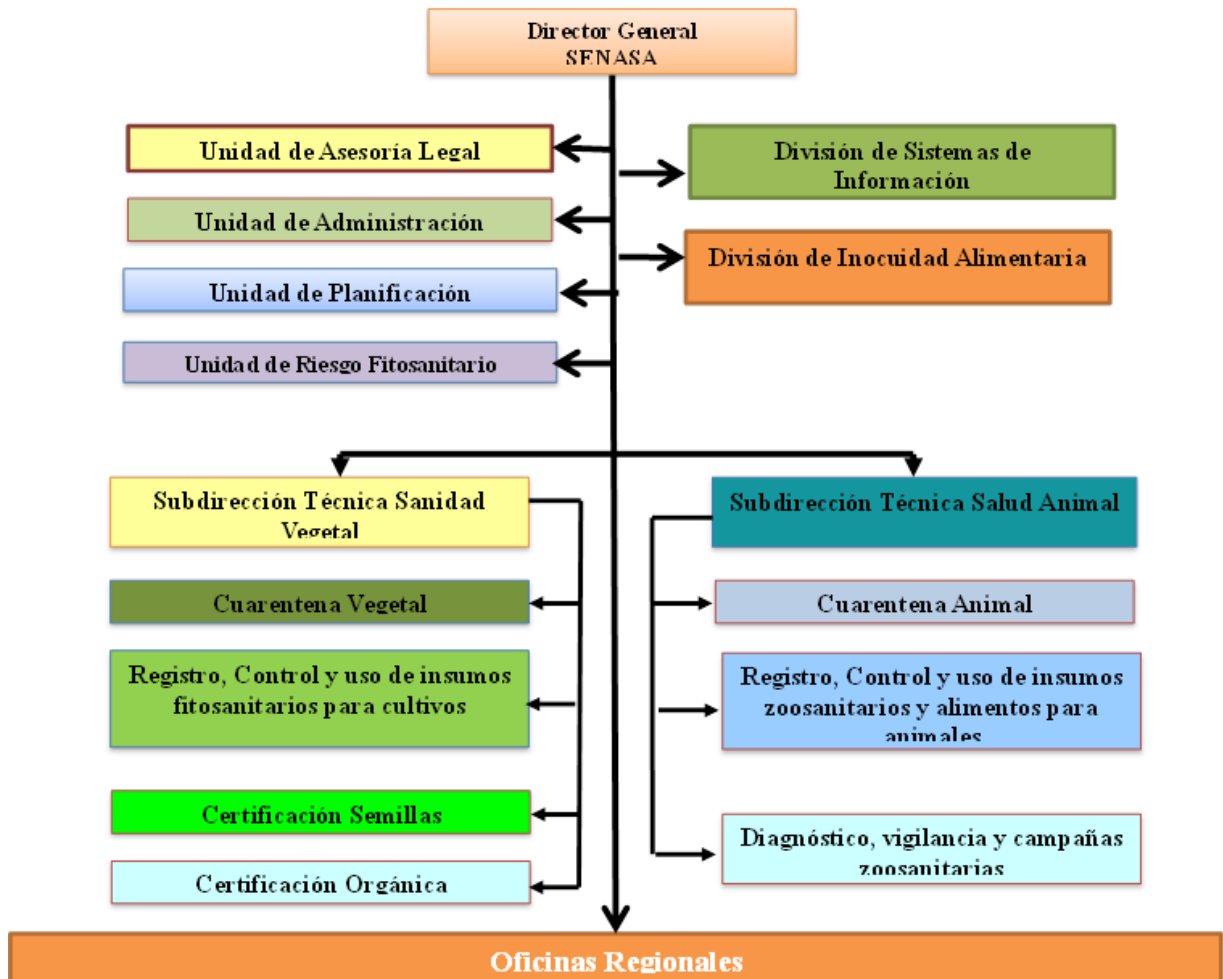 Director General
SENASA
Unidad de Asesoría Legal
División de Sistemas de
Información
Unidad de Administración
División de Inocuidad Alimentaria
Unidad de Planificación
Unidad de Riesgo Fitosanitario
Subdirección Técnica Sanidad
Vegetal
Cuarentena Vegetal
Registro, Control y uso de insumos
fitosanitarios para cultivos
Certificación Semillas
Certificación Orgánica
Subdirección Técnica Salud Animal
Cuarentena Animal
Registro, Control y uso de insumos
zoosanitarios y alimentos para
animales
Diagnóstico, vigilancia y campañas
zoosanitarias
Oficinas Regionales